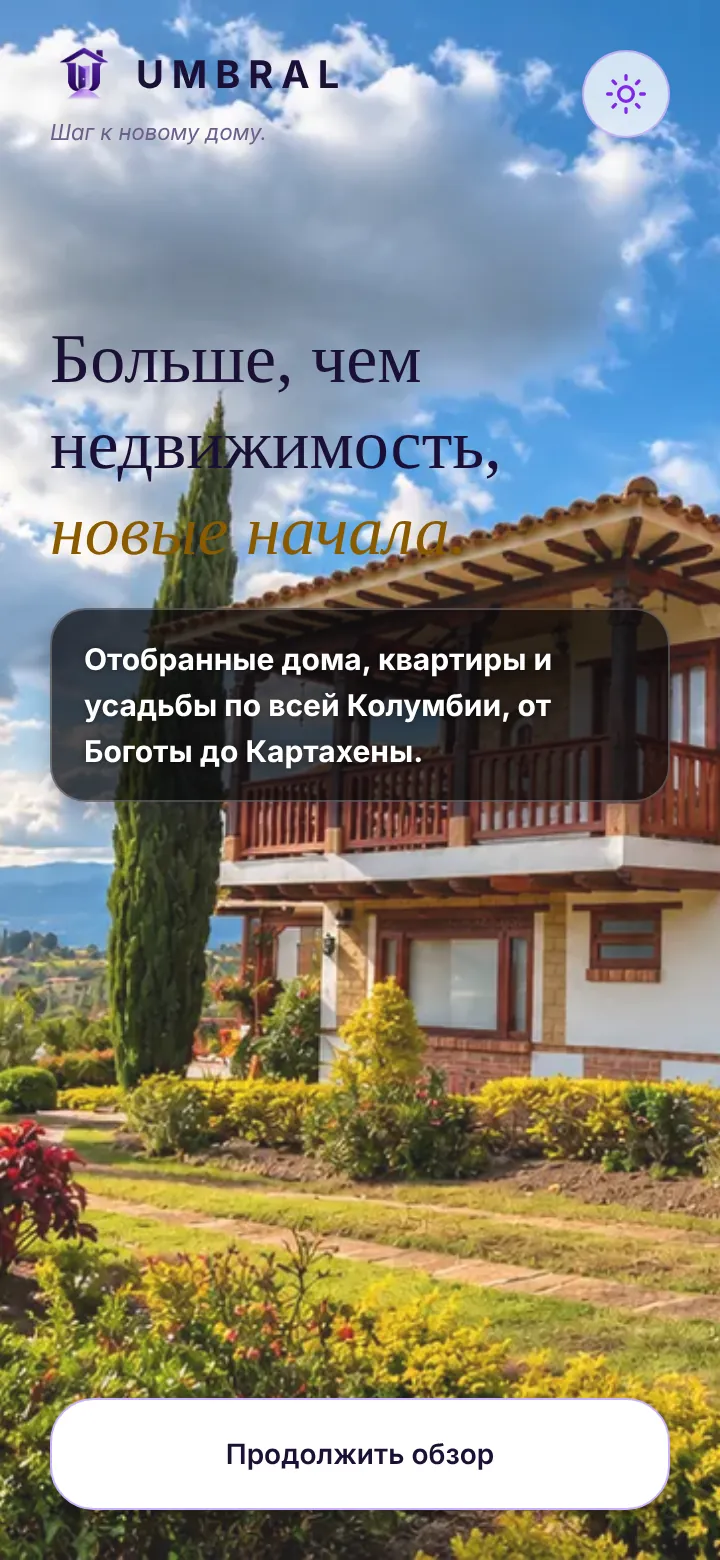 UMBRAL
Шаг к новому дому.
Больше, чем
недвижимость,
новые начала.
Отобранные дома, квартиры и
усадьбы по всей Колумбии, от
Боготы до Картахены.
Продолжить обзор